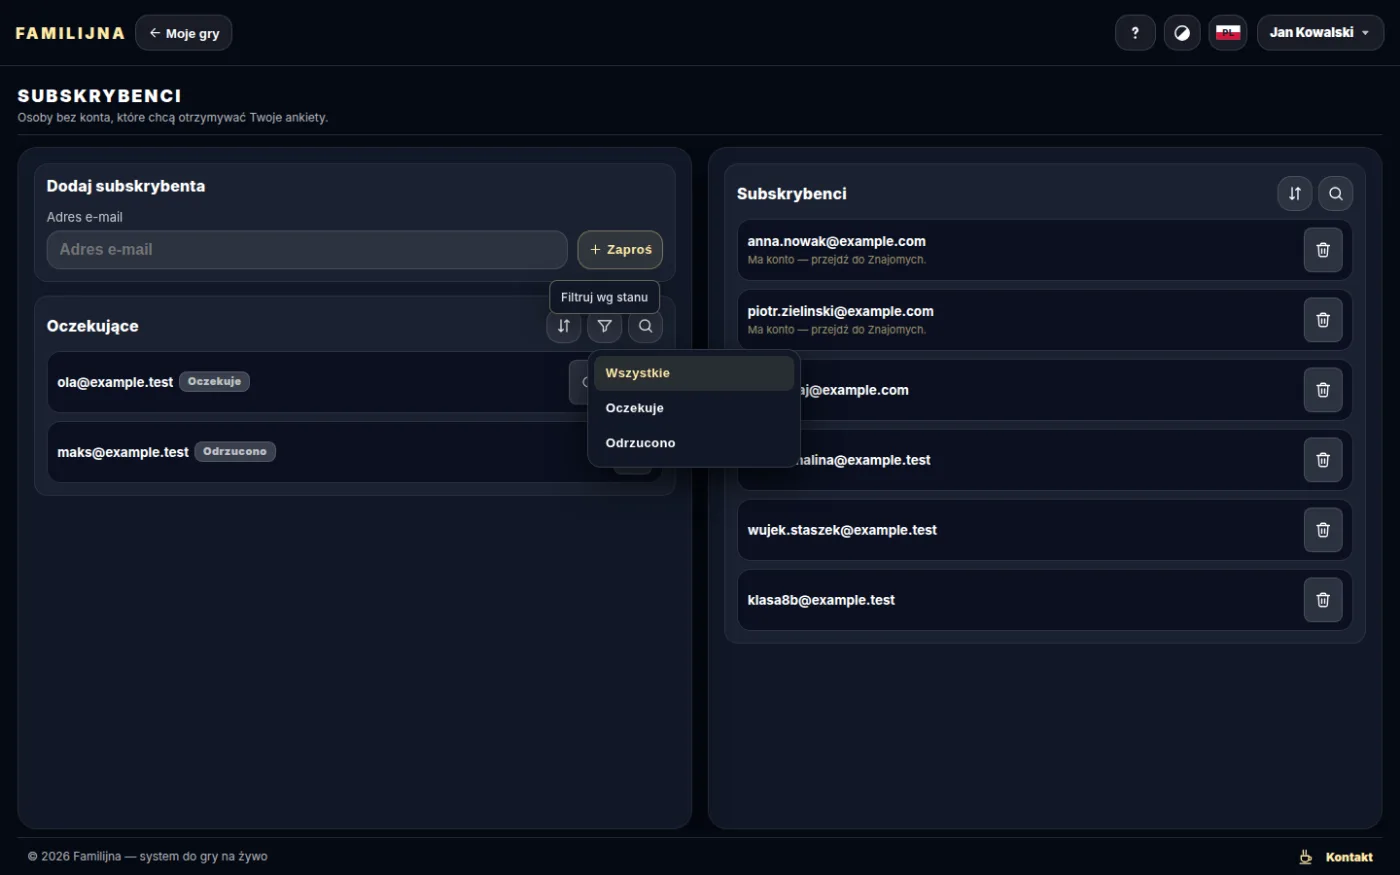 FAMILIJNA
← Moje gry
?
PL
Jan Kowalski
SUBSKRYBENCI
Osoby bez konta, które chcą otrzymywać Twoje ankiety.
Dodaj subskrybenta
Adres e-mail
Adres e-mail
+ Zaproś
Filtruj wg stanu
Oczekujące
ola@example.test Oczekuje
maks@example.test Odrzucono
Wszystkie
Oczekuje
Odrzucono
Subskrybenci
anna.nowak@example.com
Ma konto — przejdź do Znajomych.
piotr.zielinski@example.com
Ma konto — przejdź do Znajomych.
j@example.com
alina@example.test
wujek.staszek@example.test
klasa8b@example.test
© 2026 Familijna — system do gry na żywo
Kontakt